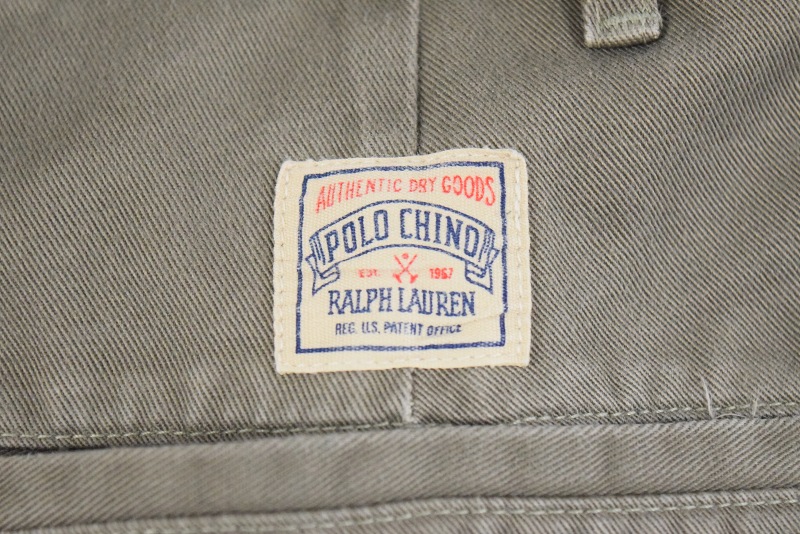 AUTHENTIC DRY GOODS
POLO CHINO
EST. 1967
RALPH LAUREN
REG. U.S. PATENT OFFICE